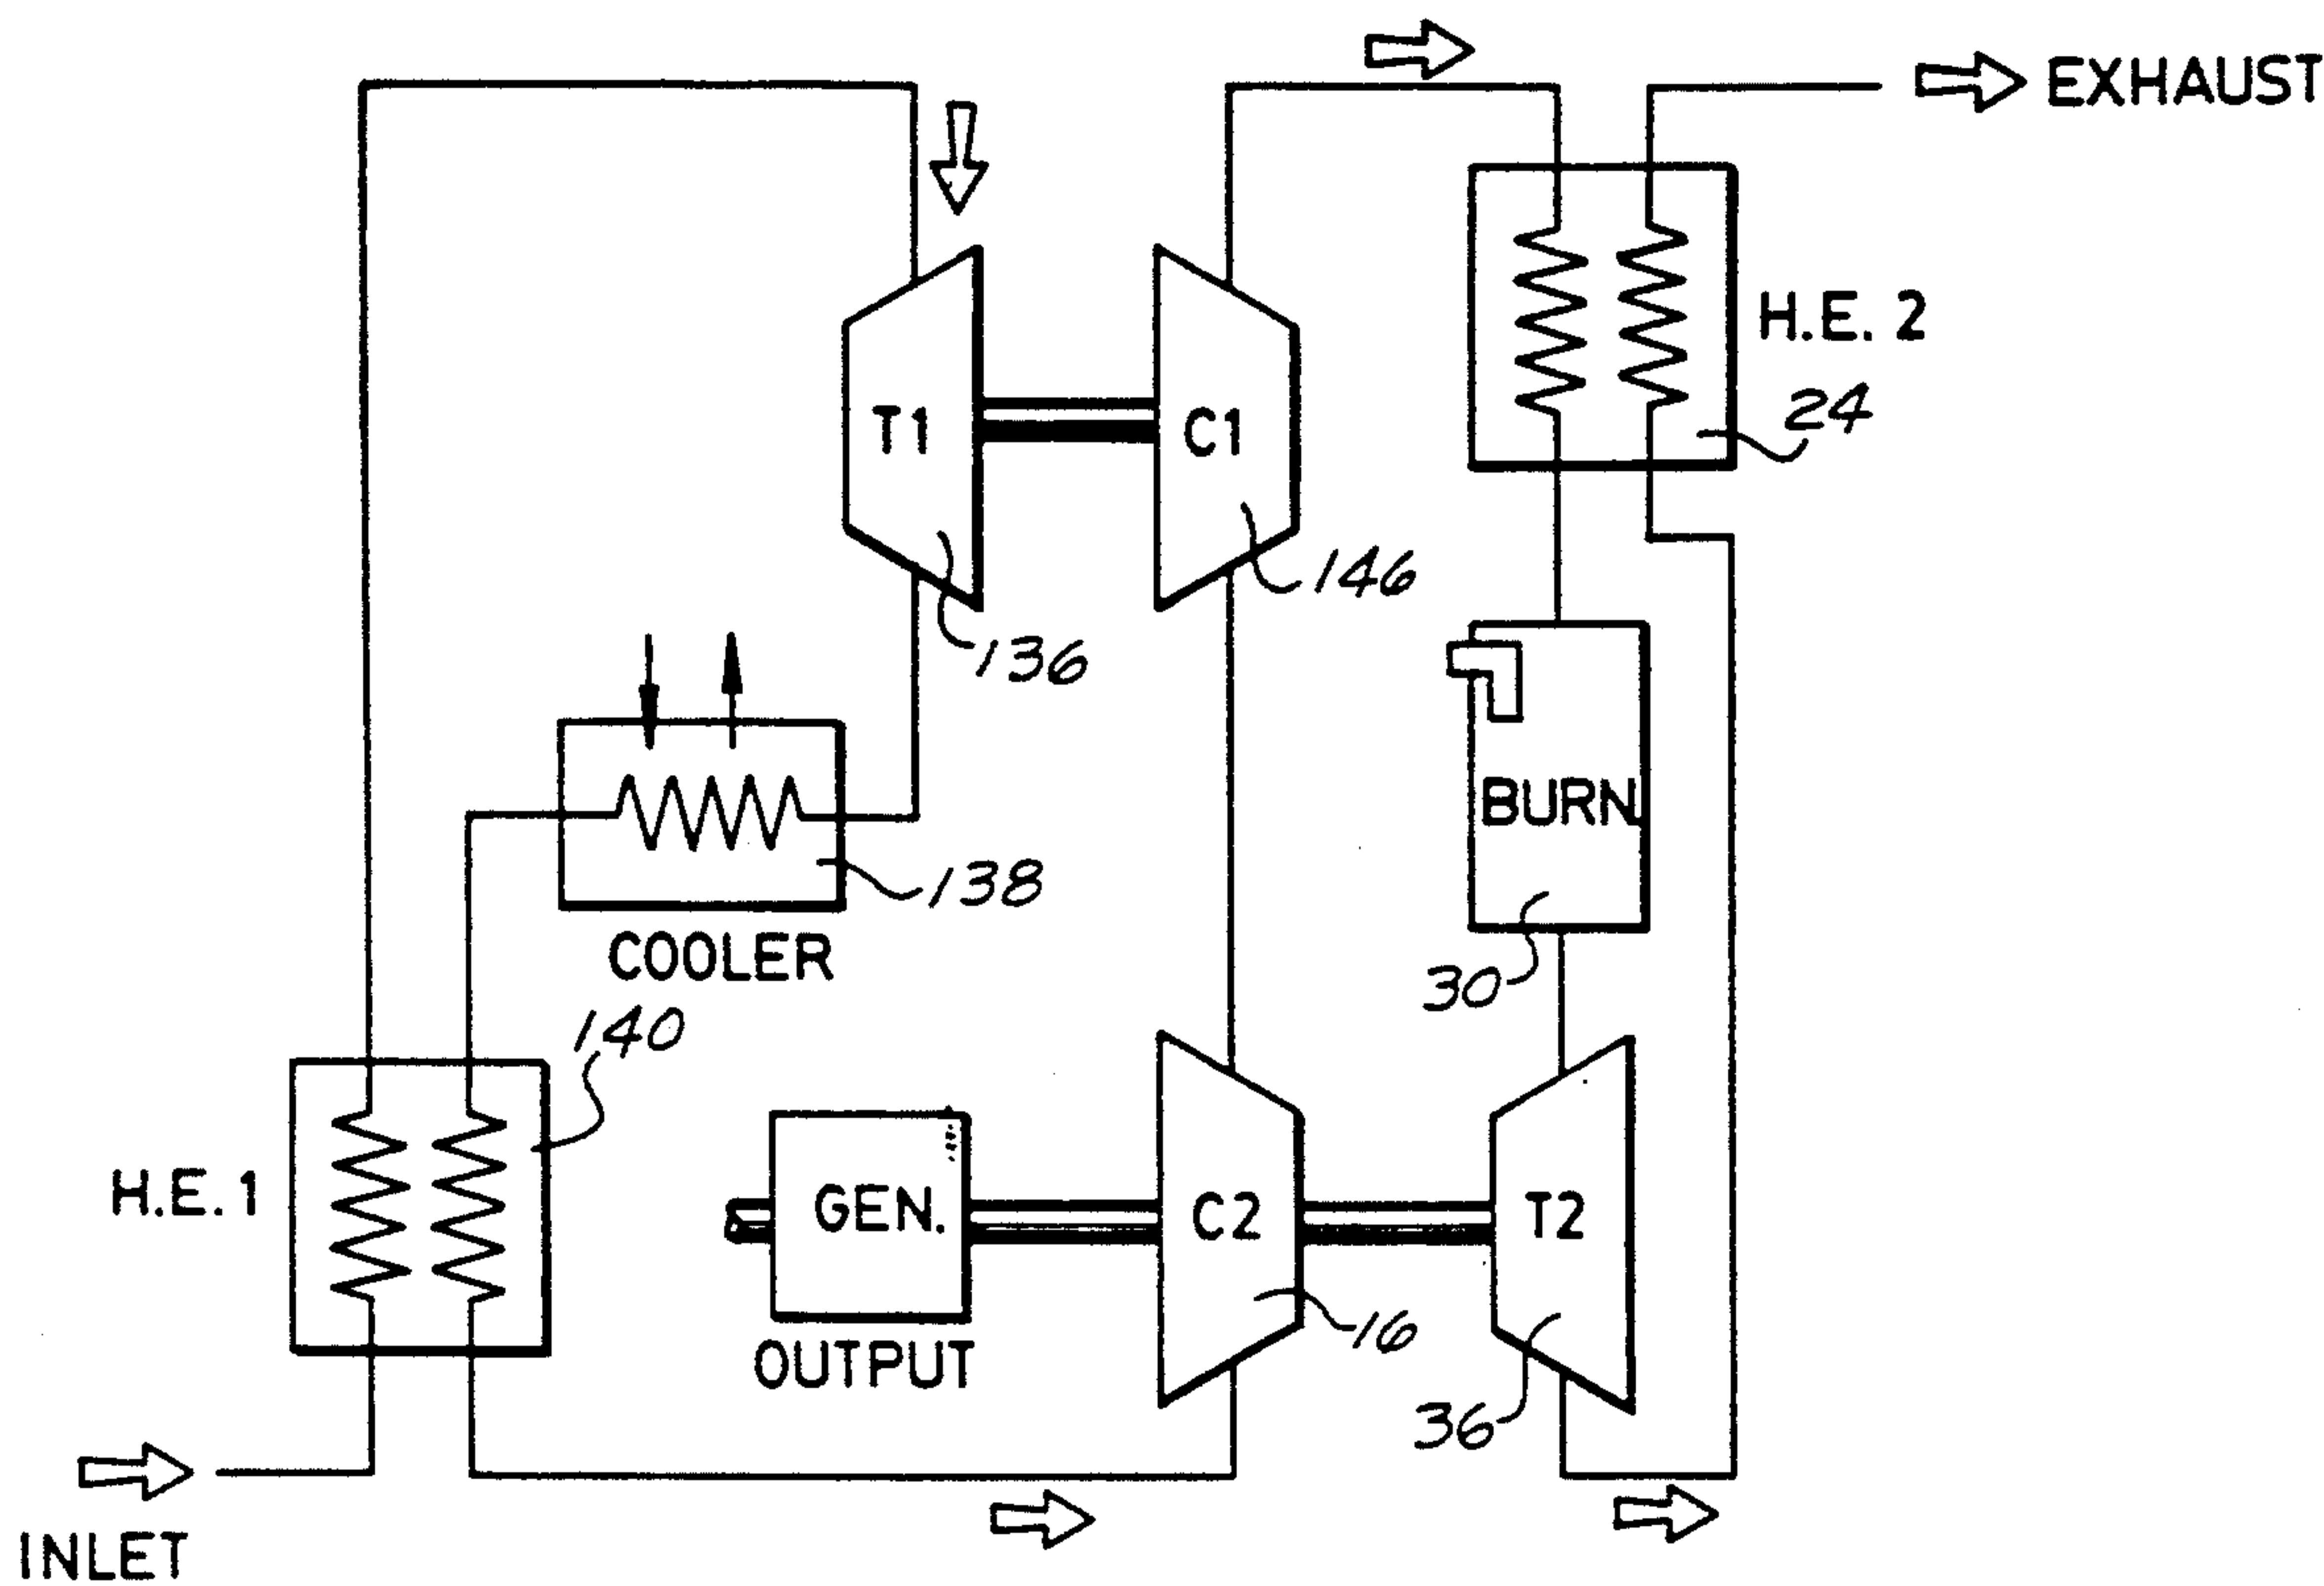 EXHAUST
H.E. 2
24
T1
C1
146
136
BURN
138
COOLER
30
140
H.E. 1
GEN.
C2
T2
OUTPUT
16
36
INLET